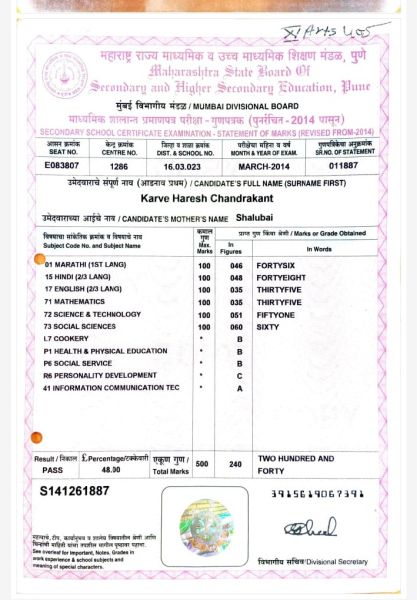 XI Arts
महाराष्ट्र राज्य माध्यमिक व उच्च माध्यमिक शिक्षण मंडळ, पुणे
Maharashtra State Board Of
Secondary and Higher Secondary Education, Pune
मुंबई विभागीय मंडळ / MUMBAI DIVISIONAL BOARD
माध्यमिक शालान्त प्रमाणपत्र परीक्षा - गुणपत्रक (पुनर्रचित - 2014 पासून)
SECONDARY SCHOOL CERTIFICATE EXAMINATION - STATEMENT OF MARKS (REVISED FROM-2014)
आसन क्रमांक केंद्र क्रमांक जिल्हा व शाळा क्रमांक परीक्षेचा महिना व वर्ष गुणपत्रिकेचा अनुक्रमांक
SEAT NO. CENTRE NO. DIST. & SCHOOL NO. MONTH & YEAR OF EXAM. SR.NO. OF STATEMENT
E083807 1286 16.03.023 MARCH-2014 011887
उमेदवाराचे संपूर्ण नाव (आडनाव प्रथम) / CANDIDATE'S FULL NAME (SURNAME FIRST)
Karve Haresh Chandrakant
उमेदवाराच्या आईचे नाव / CANDIDATE'S MOTHER'S NAME Shalubai
विषयाचा सांकेतिक क्रमांक व विषयाचे नाव कमाल गुण प्राप्त गुण किंवा श्रेणी / Marks or Grade Obtained
Subject Code No. and Subject Name Max. Marks In Figures In Words
01 MARATHI (1ST LANG) 100 046 FORTYSIX
15 HINDI (2/3 LANG) 100 048 FORTYEIGHT
17 ENGLISH (2/3 LANG) 100 035 THIRTYFIVE
71 MATHEMATICS 100 035 THIRTYFIVE
72 SCIENCE & TECHNOLOGY 100 051 FIFTYONE
73 SOCIAL SCIENCES 100 060 SIXTY
L7 COOKERY * B
P1 HEALTH & PHYSICAL EDUCATION * B
P6 SOCIAL SERVICE * B
R6 PERSONALITY DEVELOPMENT * C
41 INFORMATION COMMUNICATION TEC * A
Result / निकाल £ Percentage/टक्केवारी एकूण गुण / 500 240 TWO HUNDRED AND
PASS 48.00 Total Marks FORTY
S141261887 3915619067391
See overleaf for Important, Notes, Grades in
work experience & school subjects and
meaning of special characters.
विभागीय सचिव/Divisional Secretary